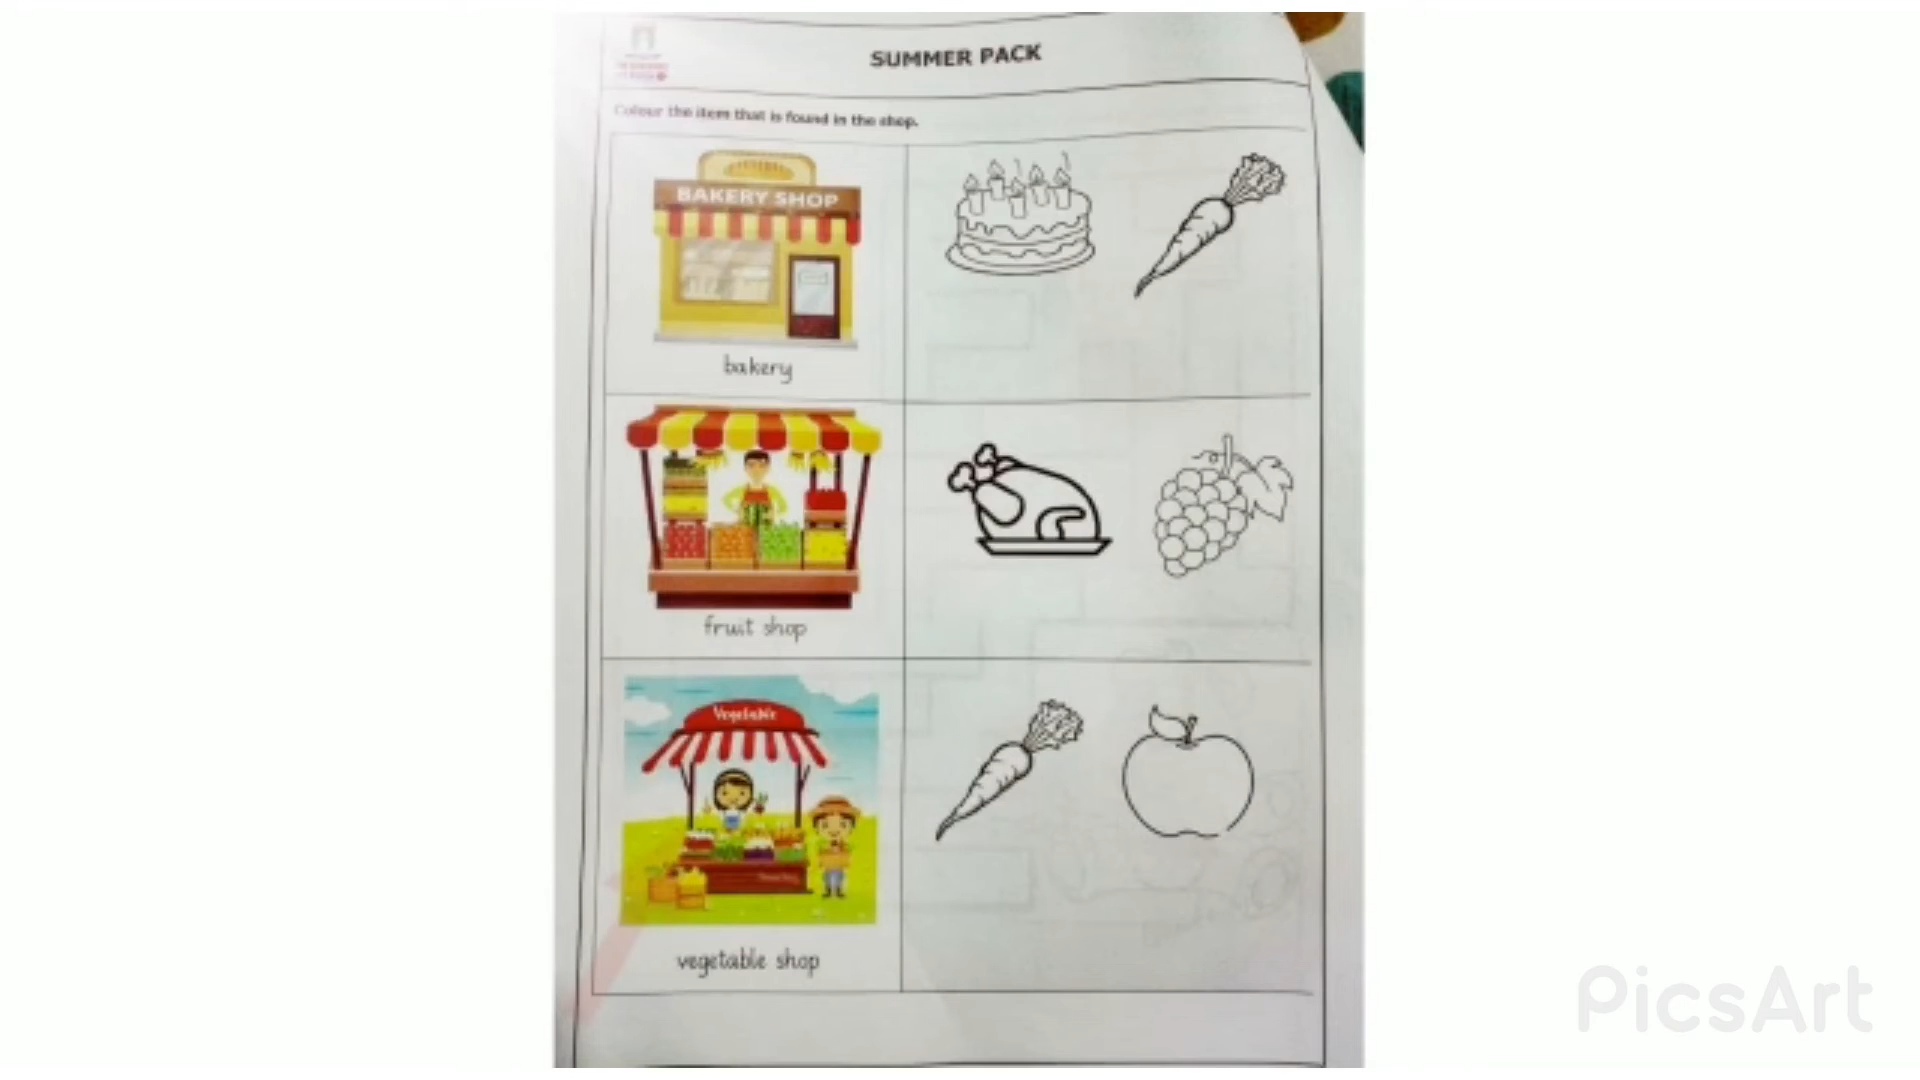 SUMMER PACK
Colour the item that is found in the shop.
BAKERY SHOP
bakery
fruit shop
Vegetable
vegetable shop
PicsArt